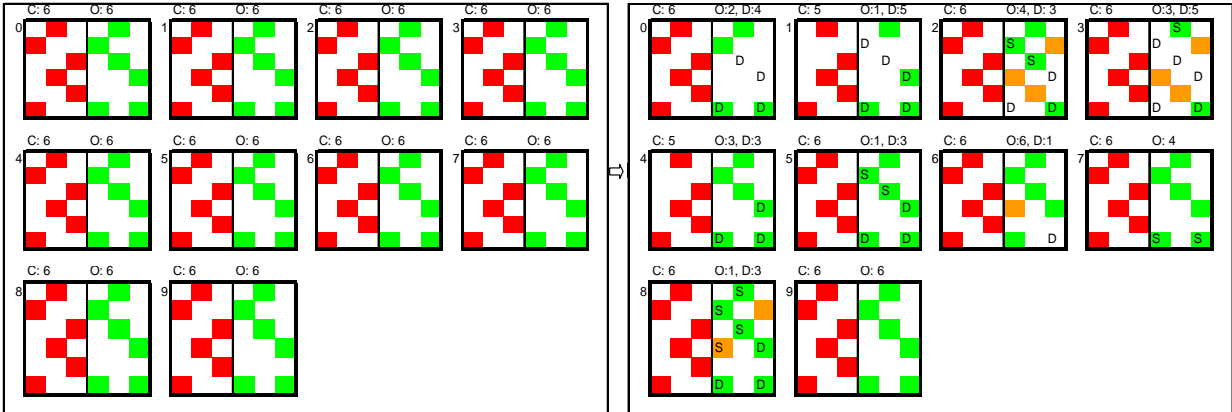 C: 6 O: 6 C: 6 O: 6 C: 6 O: 6 C: 6 O: 6
0 1 2 3
C: 6 O: 6 C: 6 O: 6 C: 6 O: 6 C: 6 O: 6
4 5 6 7
C: 6 O: 6 C: 6 O: 6
8 9
C: 6 O:2, D:4 C: 5 O:1, D:5 C: 6 O:4, D: 3 C: 6 O:3, D:5
0 1 2 3 S
D S D
D D S D
D D D D
D D D D D D D D
C: 5 O:3, D:3 C: 6 O:1, D:3 C: 6 O:6, D:1 C: 6 O: 4
4 5 6 7
S
S
D D
D D D D D S S
C: 6 O:1, D:3 C: 6 O: 6
8 S 9
S
S
S D
D D